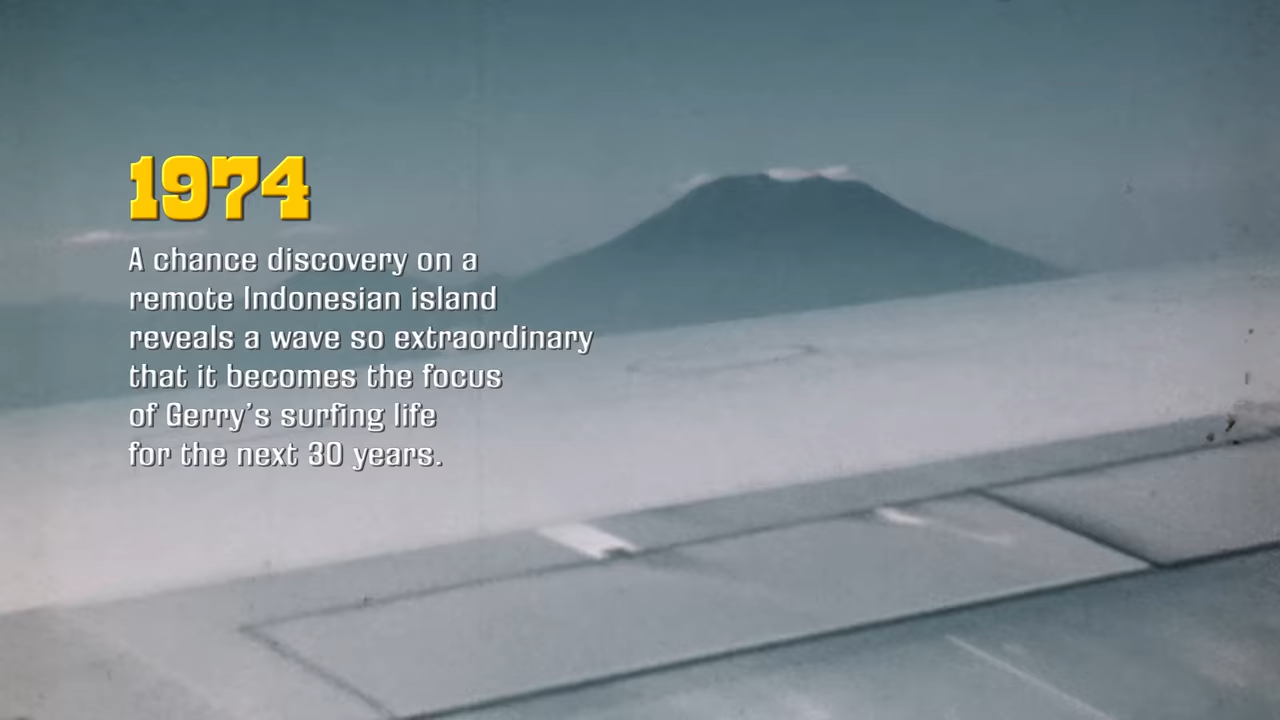 1974
A chance discovery on a
remote Indonesian island
reveals a wave so extraordinary
that it becomes the focus
of Gerry's surfing life
for the next 30 years.